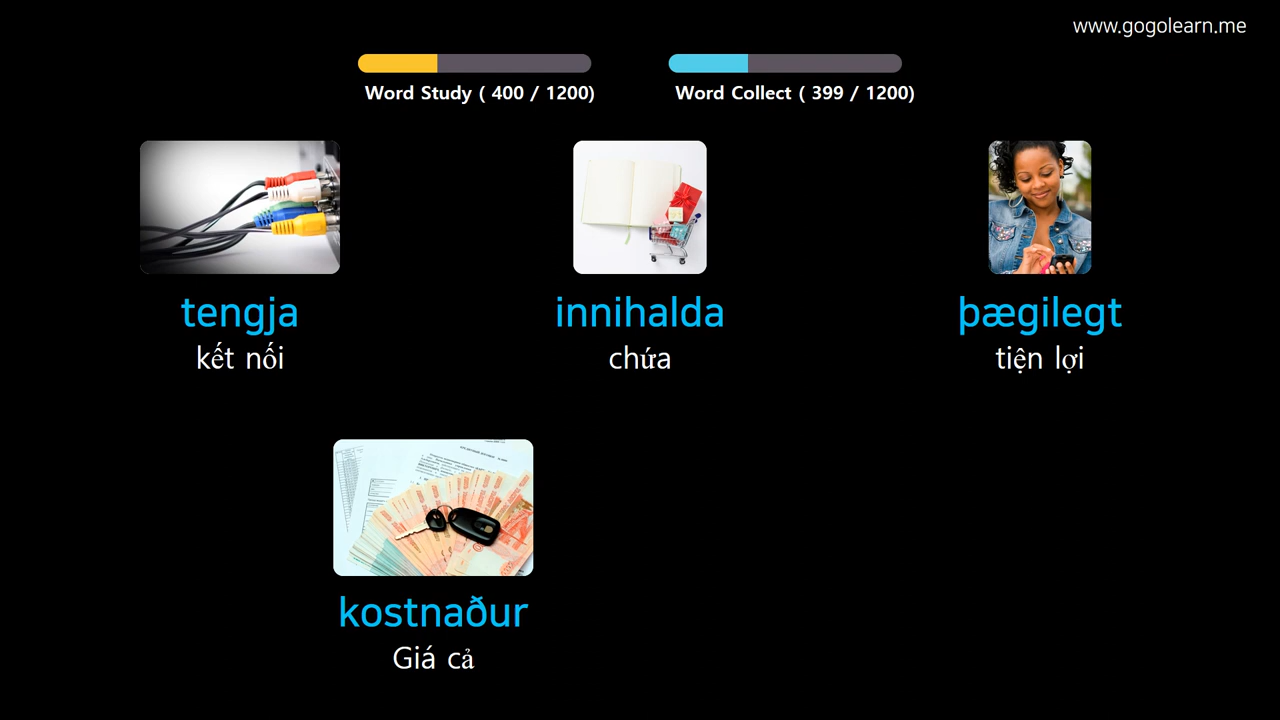 www.gogolearn.me
Word Study ( 400 / 1200)
Word Collect ( 399 / 1200)
tengja
kết nối
innihalda
chứa
þægilegt
tiện lợi
kostnaður
Giá cả